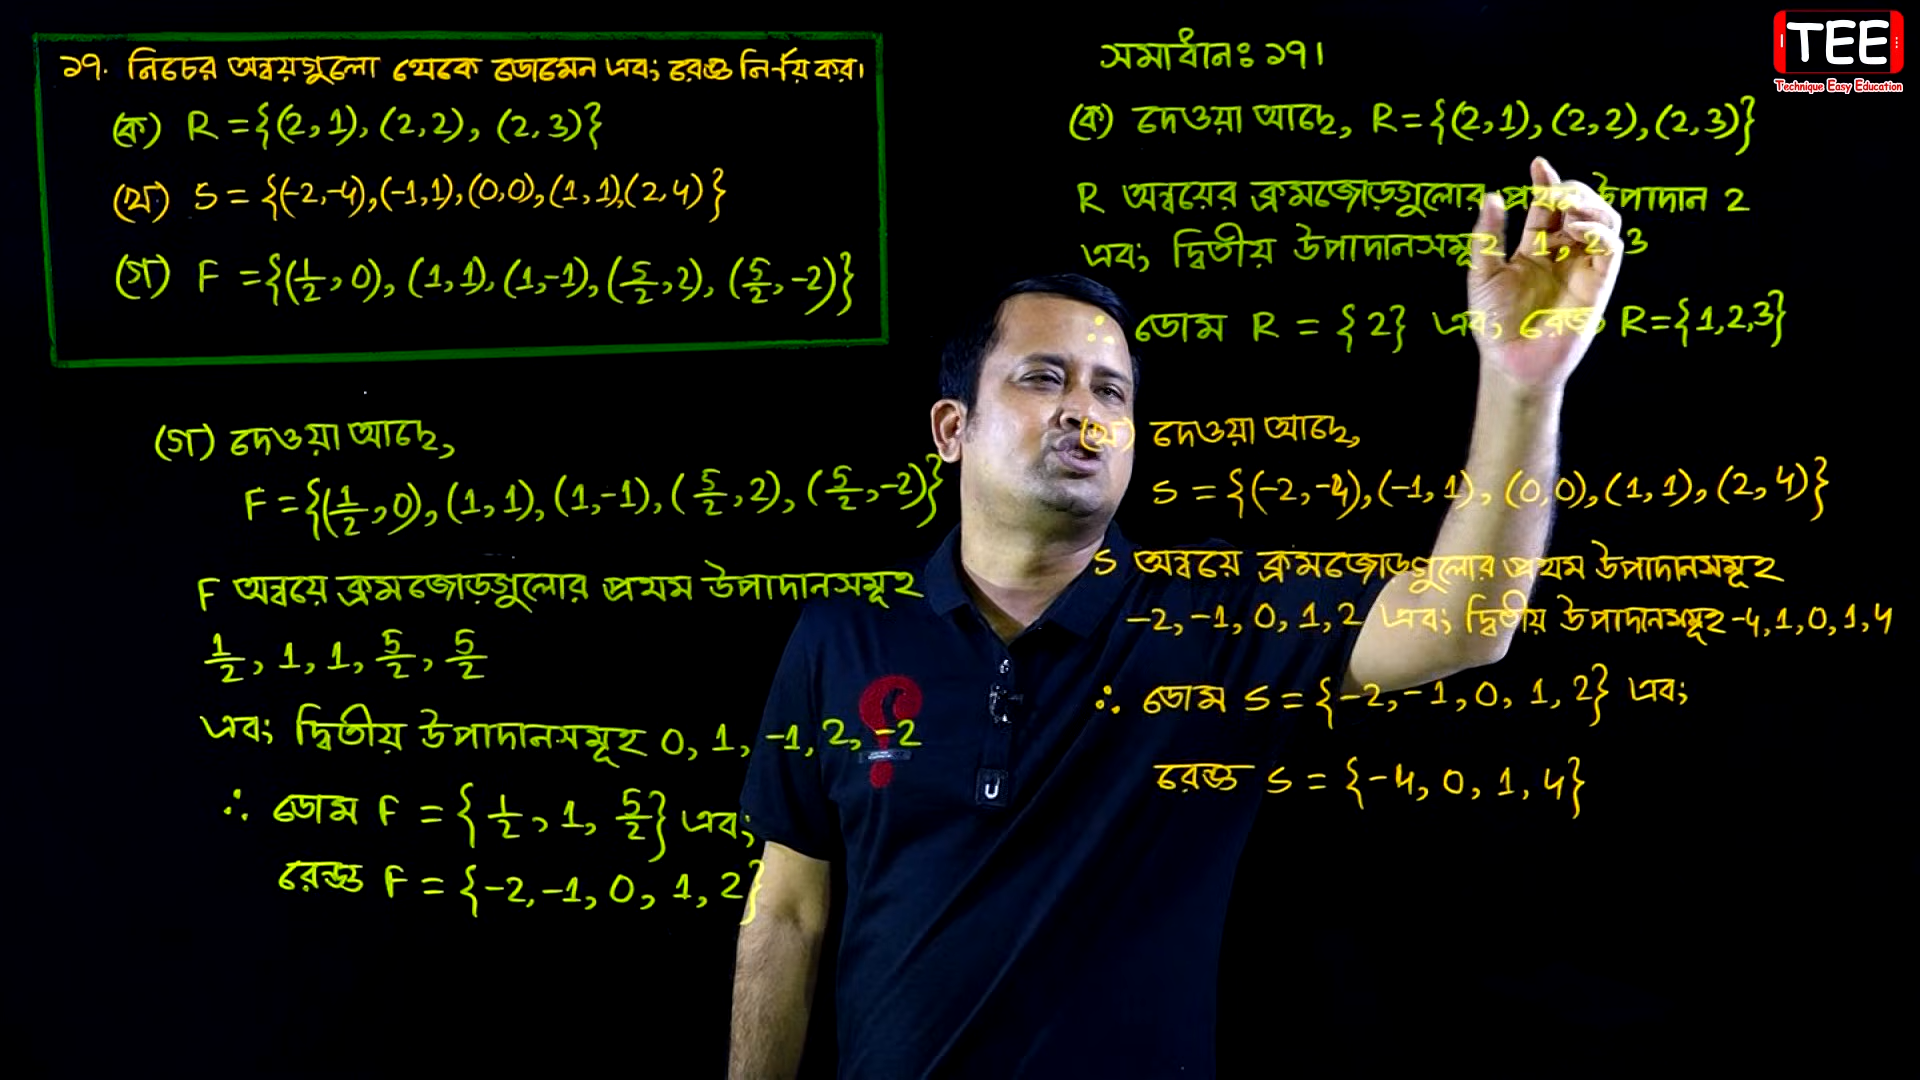 ১৭. নিচের অন্বয়গুলো থেকে ডোমেন এবং রেঞ্জ নির্ণয় কর।
(ক) R = {(2,1), (2,2), (2,3)}
(খ) S = {(-2,-4),(-1,1),(0,0),(1,1),(2,4)}
(গ) F = {(1/2, 0), (1,1), (1,-1), (5/2, 2), (5/2, -2)}
(গ) দেওয়া আছে,
F = {(1/2, 0), (1,1), (1,-1), (5/2, 2), (5/2, -2)}
F অন্বয়ে ক্রমজোড়গুলোর প্রথম উপাদানসমূহ
1/2, 1, 1, 5/2, 5/2
এবং দ্বিতীয় উপাদানসমূহ 0, 1, -1, 2, -2
∴ ডোম F = {1/2, 1, 5/2} এবং
রেঞ্জ F = {-2, -1, 0, 1, 2}
সমাধানঃ ১৭।
(ক) দেওয়া আছে, R = {(2,1), (2,2), (2,3)}
R অন্বয়ের ক্রমজোড়গুলোর প্রথম উপাদান 2
এবং দ্বিতীয় উপাদানসমূহ 1, 2, 3
∴ ডোম R = {2} এবং রেঞ্জ R = {1,2,3}
(খ) দেওয়া আছে,
S = {(-2,-4),(-1,1),(0,0),(1,1),(2,4)}
S অন্বয়ে ক্রমজোড়গুলোর প্রথম উপাদানসমূহ
-2, -1, 0, 1, 2 এবং দ্বিতীয় উপাদানসমূহ -4, 1, 0, 1, 4
∴ ডোম S = {-2, -1, 0, 1, 2} এবং
রেঞ্জ S = {-4, 0, 1, 4}
TEE
Technique Easy Education